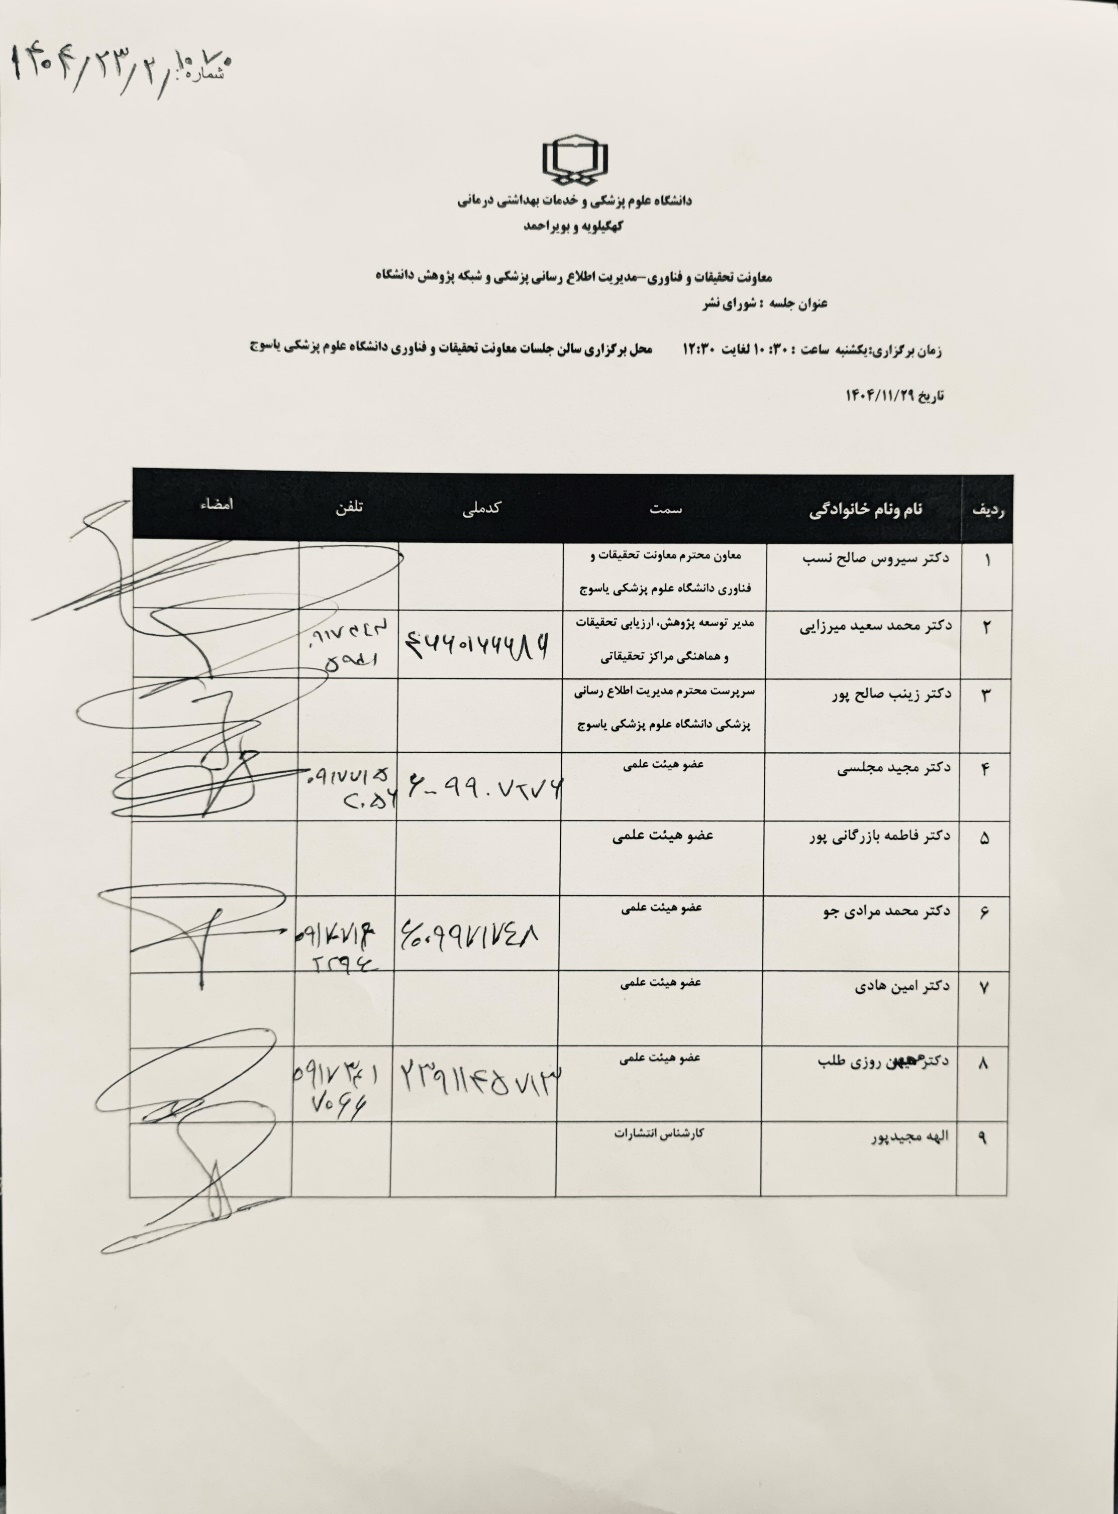 ۱۴۰۴/۲۳/۲/۱۰۷۰ شماره:
دانشگاه علوم پزشکی و خدمات بهداشتی درمانی
کهگیلویه و بویراحمد
معاونت تحقیقات و فناوری–مدیریت اطلاع رسانی پزشکی و شبکه پژوهش دانشگاه
عنوان جلسه : شورای نشر
زمان برگزاری:یکشنبه ساعت : ۱۰:۳۰ لغایت ۱۲:۳۰ محل برگزاری سالن جلسات معاونت تحقیقات و فناوری دانشگاه علوم پزشکی یاسوج
تاریخ ۱۴۰۴/۱۱/۲۹
ردیف نام ونام خانوادگی سمت کدملی تلفن امضاء
۱ دکتر سیروس صالح نسب معاون محترم معاونت تحقیقات و
فناوری دانشگاه علوم پزشکی یاسوج
۲ دکتر محمد سعید میرزایی مدیر توسعه پژوهش، ارزیابی تحقیقات
و هماهنگی مراکز تحقیقاتی
۳ دکتر زینب صالح پور سرپرست محترم مدیریت اطلاع رسانی
پزشکی دانشگاه علوم پزشکی یاسوج
۴ دکتر مجید مجلسی عضو هیئت علمی
۵ دکتر فاطمه بازرگانی پور عضو هیئت علمی
۶ دکتر محمد مرادی جو عضو هیئت علمی
۷ دکتر امین هادی عضو هیئت علمی
۸ دکتر روزی طلب عضو هیئت علمی ۲۳۹۱۱۴۵۷۱۳ ۰۹۱۷۳۴۱
۷۰۶۶
۹ الهه مجیدپور کارشناس انتشارات